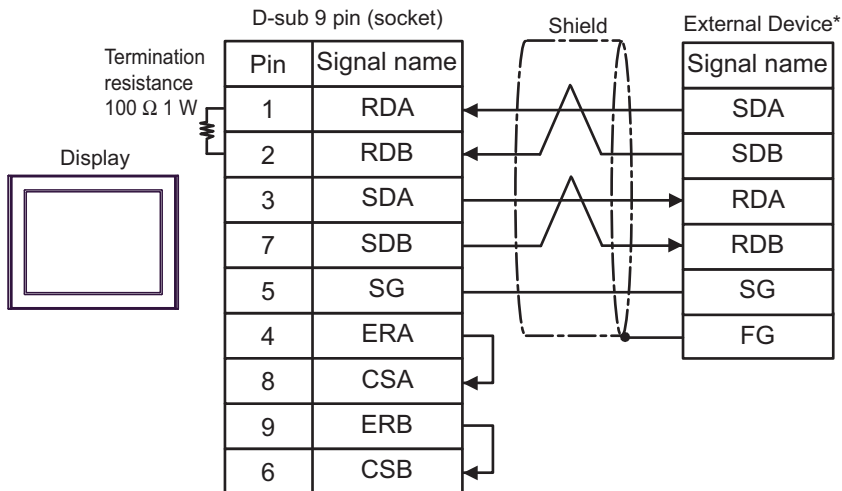 D-sub 9 pin (socket)
Shield
External Device*
Termination
resistance
100 Ω 1 W
Display
Pin Signal name
1 RDA
2 RDB
3 SDA
7 SDB
5 SG
4 ERA
8 CSA
9 ERB
6 CSB
Signal name
SDA
SDB
RDA
RDB
SG
FG